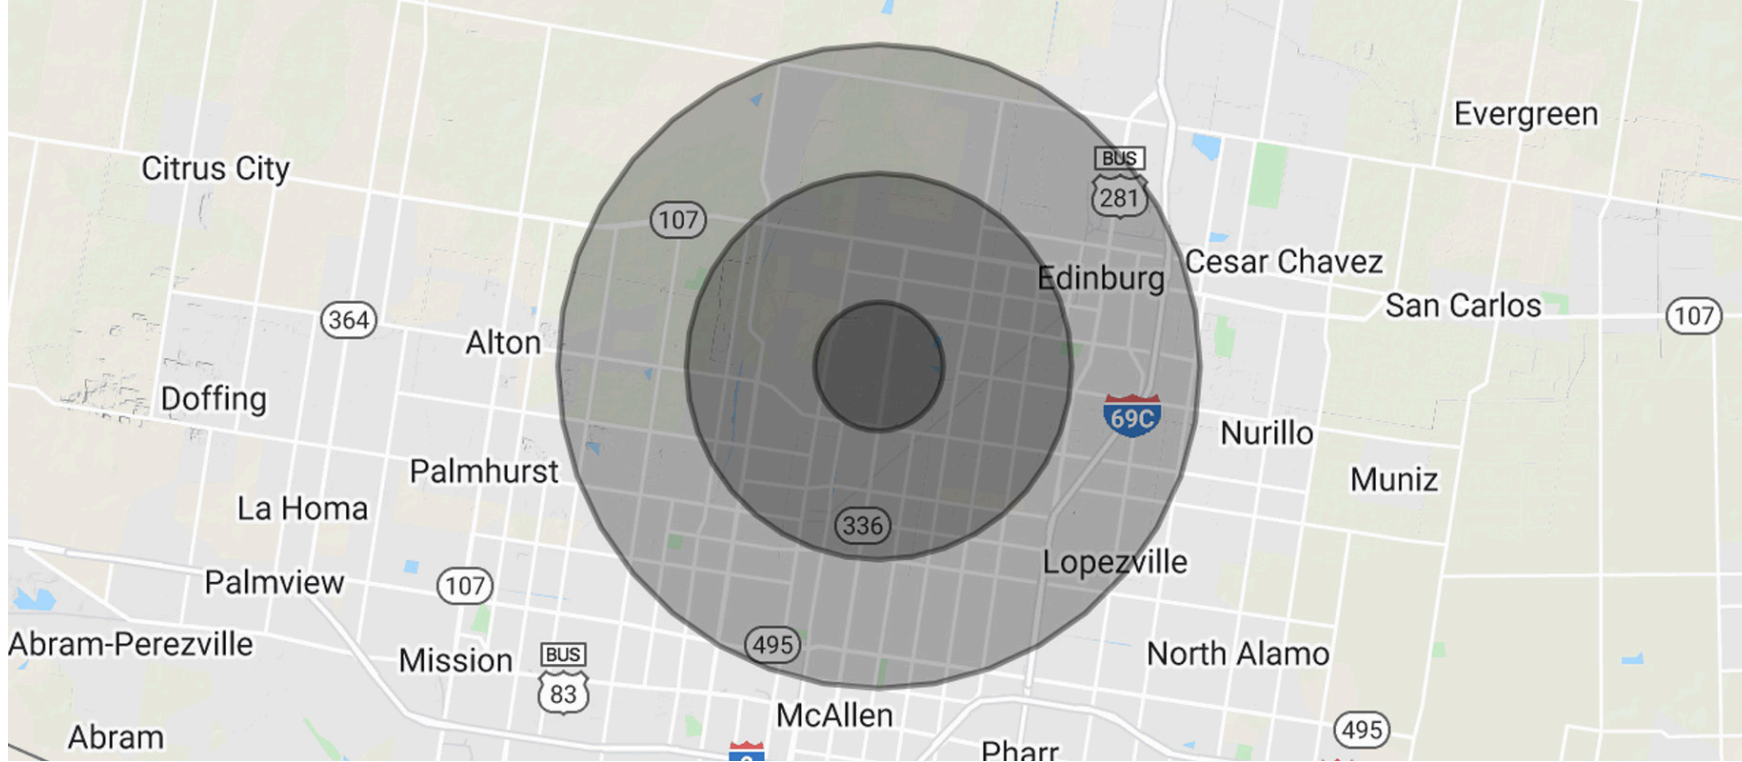 Evergreen
Citrus City
BUS
281
107
Edinburg
Cesar Chavez
San Carlos
107
364
Alton
Doffing
69C
Nurillo
Palmhurst
Muniz
La Homa
336
Lopezville
Palmview
107
Abram-Perezville
Mission
BUS
83
495
North Alamo
McAllen
Abram
495
Pharr